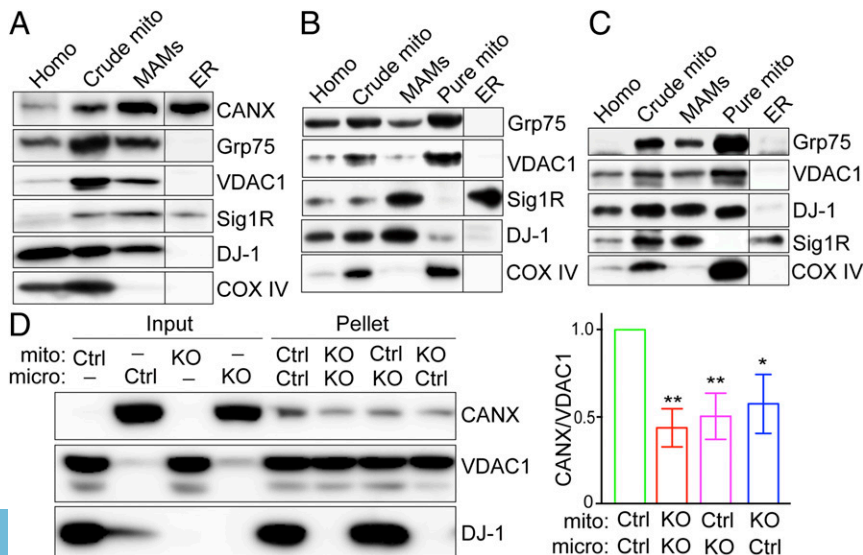 A
Homo Crude mito MAMs ER
CANX
Grp75
VDAC1
Sig1R
DJ-1
COX IV
B
Homo Crude mito MAMs Pure mito ER
Grp75
VDAC1
Sig1R
DJ-1
COX IV
C
Homo Crude mito MAMs Pure mito ER
Grp75
VDAC1
DJ-1
Sig1R
COX IV
D
Input Pellet
mito: Ctrl – KO – Ctrl KO Ctrl KO
micro: – Ctrl – KO Ctrl KO KO Ctrl
CANX
VDAC1
DJ-1
CANX/VDAC1
1.0
0.5
0
** ** *
mito: Ctrl KO Ctrl KO
micro: Ctrl KO KO Ctrl